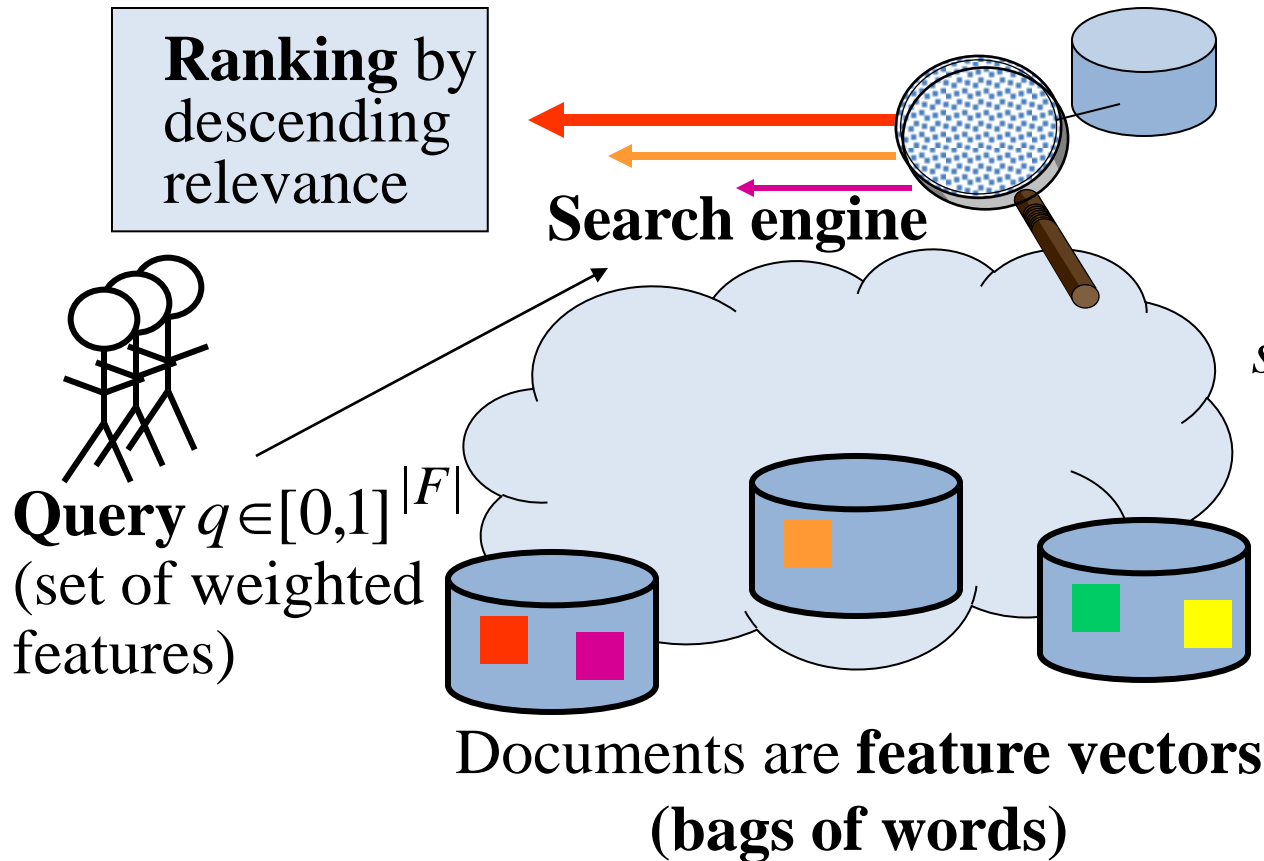 Ranking by
descending
relevance
Search engine
s
Query q ∈[0,1]^|F|
(set of weighted
features)
Documents are feature vectors
(bags of words)